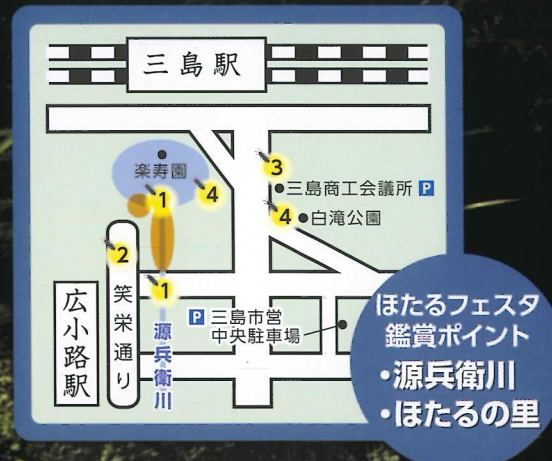 三島駅
楽寿園
3
三島商工会議所 P
1
4
4
白滝公園
2
1
笑栄通り
広小路駅
源兵衛川
P 三島市営
中央駐車場
ほたるフェスタ
鑑賞ポイント
・源兵衛川
・ほたるの里